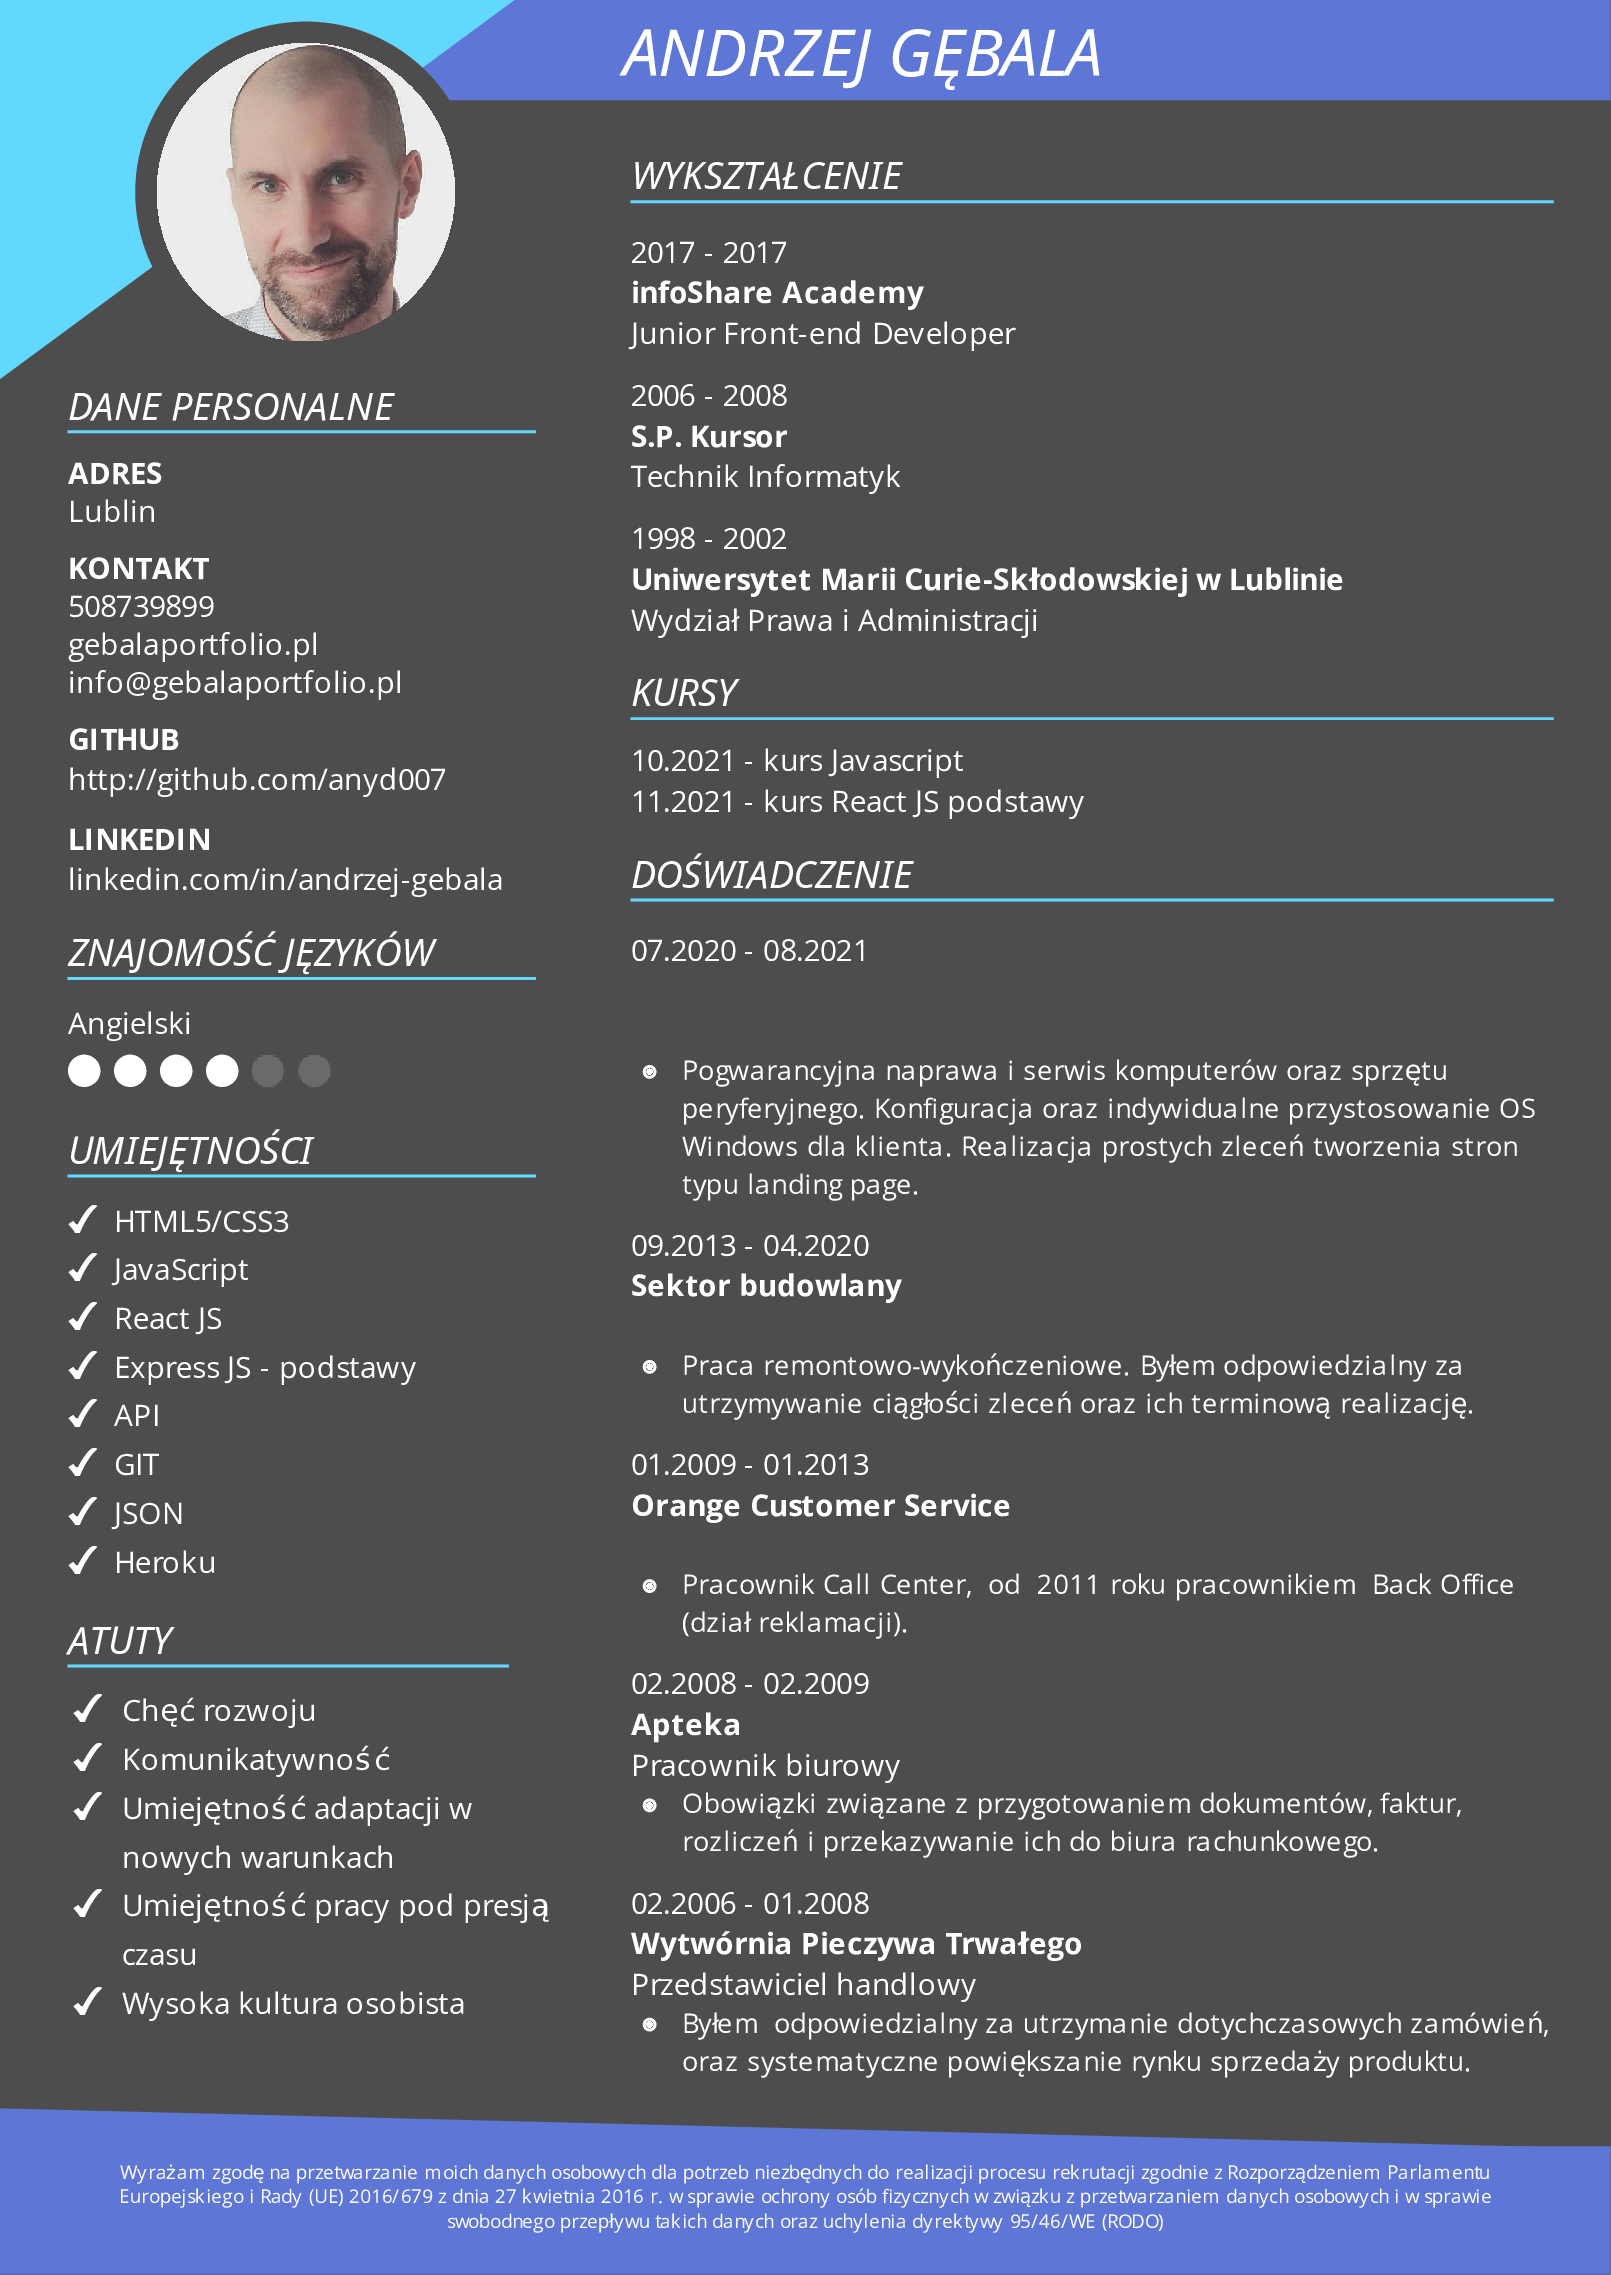 ANDRZEJ GĘBALA
DANE PERSONALNE
ADRES
Lublin
KONTAKT
508739899
gebalaportfolio.pl
info@gebalaportfolio.pl
GITHUB
http://github.com/anyd007
LINKEDIN
linkedin.com/in/andrzej-gebala
ZNAJOMOŚĆ JĘZYKÓW
Angielski
UMIEJĘTNOŚCI
HTML5/CSS3
JavaScript
React JS
Express JS - podstawy
API
GIT
JSON
Heroku
ATUTY
Chęć rozwoju
Komunikatywność
Umiejętność adaptacji w
nowych warunkach
Umiejętność pracy pod presją
czasu
Wysoka kultura osobista
WYKSZTAŁCENIE
2017 - 2017
infoShare Academy
Junior Front-end Developer
2006 - 2008
S.P. Kursor
Technik Informatyk
1998 - 2002
Uniwersytet Marii Curie-Skłodowskiej w Lublinie
Wydział Prawa i Administracji
KURSY
10.2021 - kurs Javascript
11.2021 - kurs React JS podstawy
DOŚWIADCZENIE
07.2020 - 08.2021
Pogwarancyjna naprawa i serwis komputerów oraz sprzętu
peryferyjnego. Konfiguracja oraz indywidualne przystosowanie OS
Windows dla klienta. Realizacja prostych zleceń tworzenia stron
typu landing page.
09.2013 - 04.2020
Sektor budowlany
Praca remontowo-wykończeniowe. Byłem odpowiedzialny za
utrzymywanie ciągłości zleceń oraz ich terminową realizację.
01.2009 - 01.2013
Orange Customer Service
Pracownik Call Center, od 2011 roku pracownikiem Back Office
(dział reklamacji).
02.2008 - 02.2009
Apteka
Pracownik biurowy
Obowiązki związane z przygotowaniem dokumentów, faktur,
rozliczeń i przekazywanie ich do biura rachunkowego.
02.2006 - 01.2008
Wytwórnia Pieczywa Trwałego
Przedstawiciel handlowy
Byłem odpowiedzialny za utrzymanie dotychczasowych zamówień,
oraz systematyczne powiększanie rynku sprzedaży produktu.
Wyrażam zgodę na przetwarzanie moich danych osobowych dla potrzeb niezbędnych do realizacji procesu rekrutacji zgodnie z Rozporządzeniem Parlamentu
Europejskiego i Rady (UE) 2016/679 z dnia 27 kwietnia 2016 r. w sprawie ochrony osób fizycznych w związku z przetwarzaniem danych osobowych i w sprawie
swobodnego przepływu takich danych oraz uchylenia dyrektywy 95/46/WE (RODO)